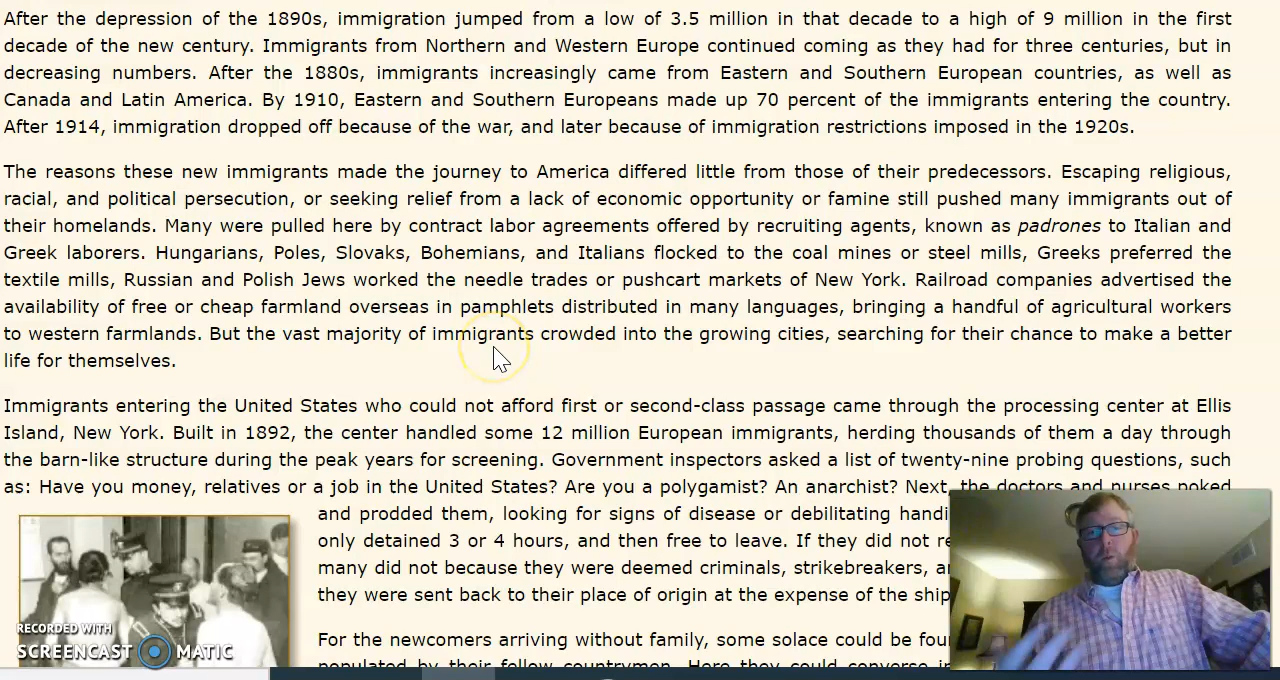 After the depression of the 1890s, immigration jumped from a low of 3.5 million in that decade to a high of 9 million in the first
decade of the new century. Immigrants from Northern and Western Europe continued coming as they had for three centuries, but in
decreasing numbers. After the 1880s, immigrants increasingly came from Eastern and Southern European countries, as well as
Canada and Latin America. By 1910, Eastern and Southern Europeans made up 70 percent of the immigrants entering the country.
After 1914, immigration dropped off because of the war, and later because of immigration restrictions imposed in the 1920s.
The reasons these new immigrants made the journey to America differed little from those of their predecessors. Escaping religious,
racial, and political persecution, or seeking relief from a lack of economic opportunity or famine still pushed many immigrants out of
their homelands. Many were pulled here by contract labor agreements offered by recruiting agents, known as padrones to Italian and
Greek laborers. Hungarians, Poles, Slovaks, Bohemians, and Italians flocked to the coal mines or steel mills, Greeks preferred the
textile mills, Russian and Polish Jews worked the needle trades or pushcart markets of New York. Railroad companies advertised the
availability of free or cheap farmland overseas in pamphlets distributed in many languages, bringing a handful of agricultural workers
to western farmlands. But the vast majority of immigrants crowded into the growing cities, searching for their chance to make a better
life for themselves.
Immigrants entering the United States who could not afford first or second-class passage came through the processing center at Ellis
Island, New York. Built in 1892, the center handled some 12 million European immigrants, herding thousands of them a day through
the barn-like structure during the peak years for screening. Government inspectors asked a list of twenty-nine probing questions, such
as: Have you money, relatives or a job in the United States? Are you a polygamist? An anarchist? Next, the doctors and nurses poked
and prodded them, looking for signs of disease or debilitating
only detained 3 or 4 hours, and then free to leave. If they did not
many did not because they were deemed criminals, strikebreakers,
they were sent back to their place of origin at the expense of the ship
For the newcomers arriving without family, some solace could be
populated by their fellow countrymen. Here they could converse
RECORDED WITH
SCREENCAST MATIC